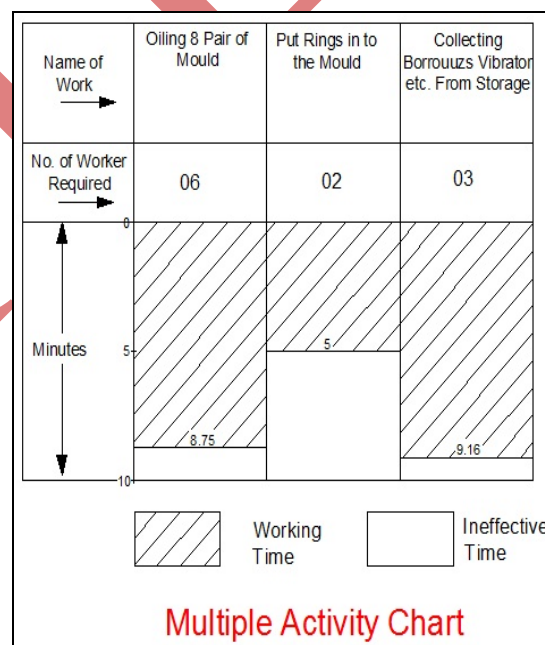 Name of
Work
Oiling 8 Pair of
Mould
Put Rings in to
the Mould
Collecting
Borrouuzs Vibrator
etc. From Storage
No. of Worker
Required
06
02
03
0
Minutes
5
5
8.75
9.16
10
Working
Time
Ineffective
Time
Multiple Activity Chart